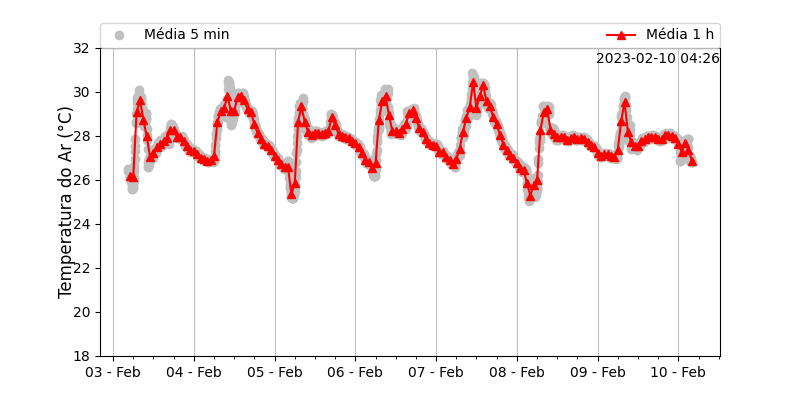 Média 5 min
Média 1 h
2023-02-10 04:26
Temperatura do Ar (°C)
32
30
28
26
24
22
20
18
03 - Feb
04 - Feb
05 - Feb
06 - Feb
07 - Feb
08 - Feb
09 - Feb
10 - Feb